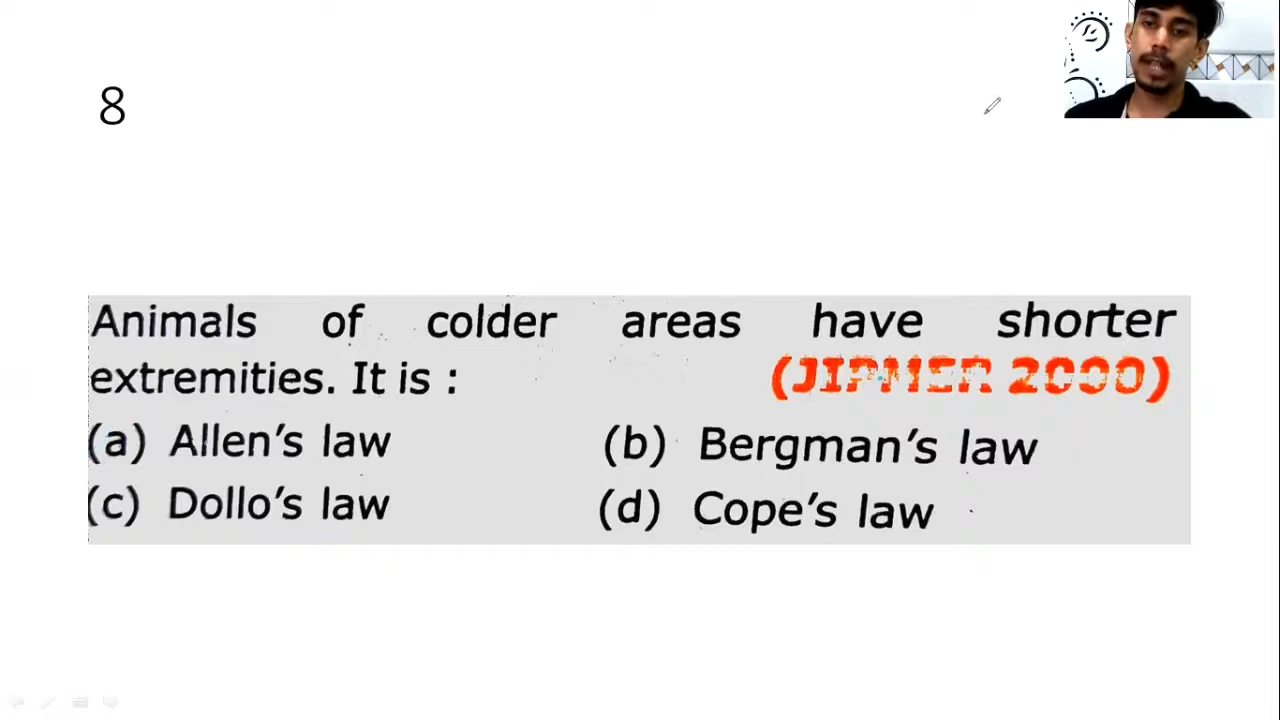 8
Animals of colder areas have shorter
extremities. It is : (JIPMER 2000)
(a) Allen's law (b) Bergman's law
(c) Dollo's law (d) Cope's law